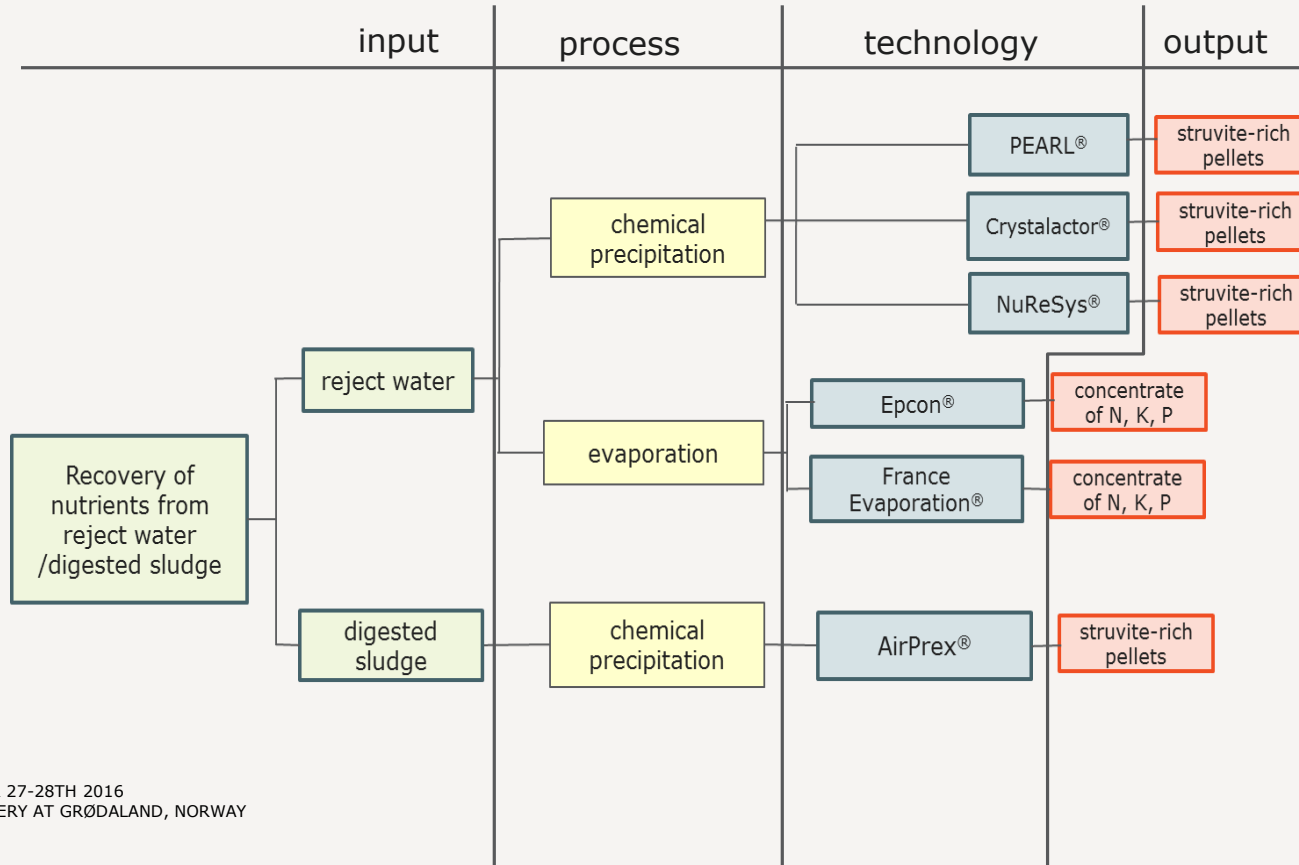 input
process
technology
output
PEARL®
struvite-rich
pellets
Crystalactor®
struvite-rich
pellets
chemical
precipitation
NuReSys®
struvite-rich
pellets
reject water
Epcon®
concentrate
of N, K, P
evaporation
France
Evaporation®
concentrate
of N, K, P
Recovery of
nutrients from
reject water
/digested sludge
digested
sludge
chemical
precipitation
AirPrex®
struvite-rich
pellets
27-28TH 2016
ERY AT GRØDALAND, NORWAY